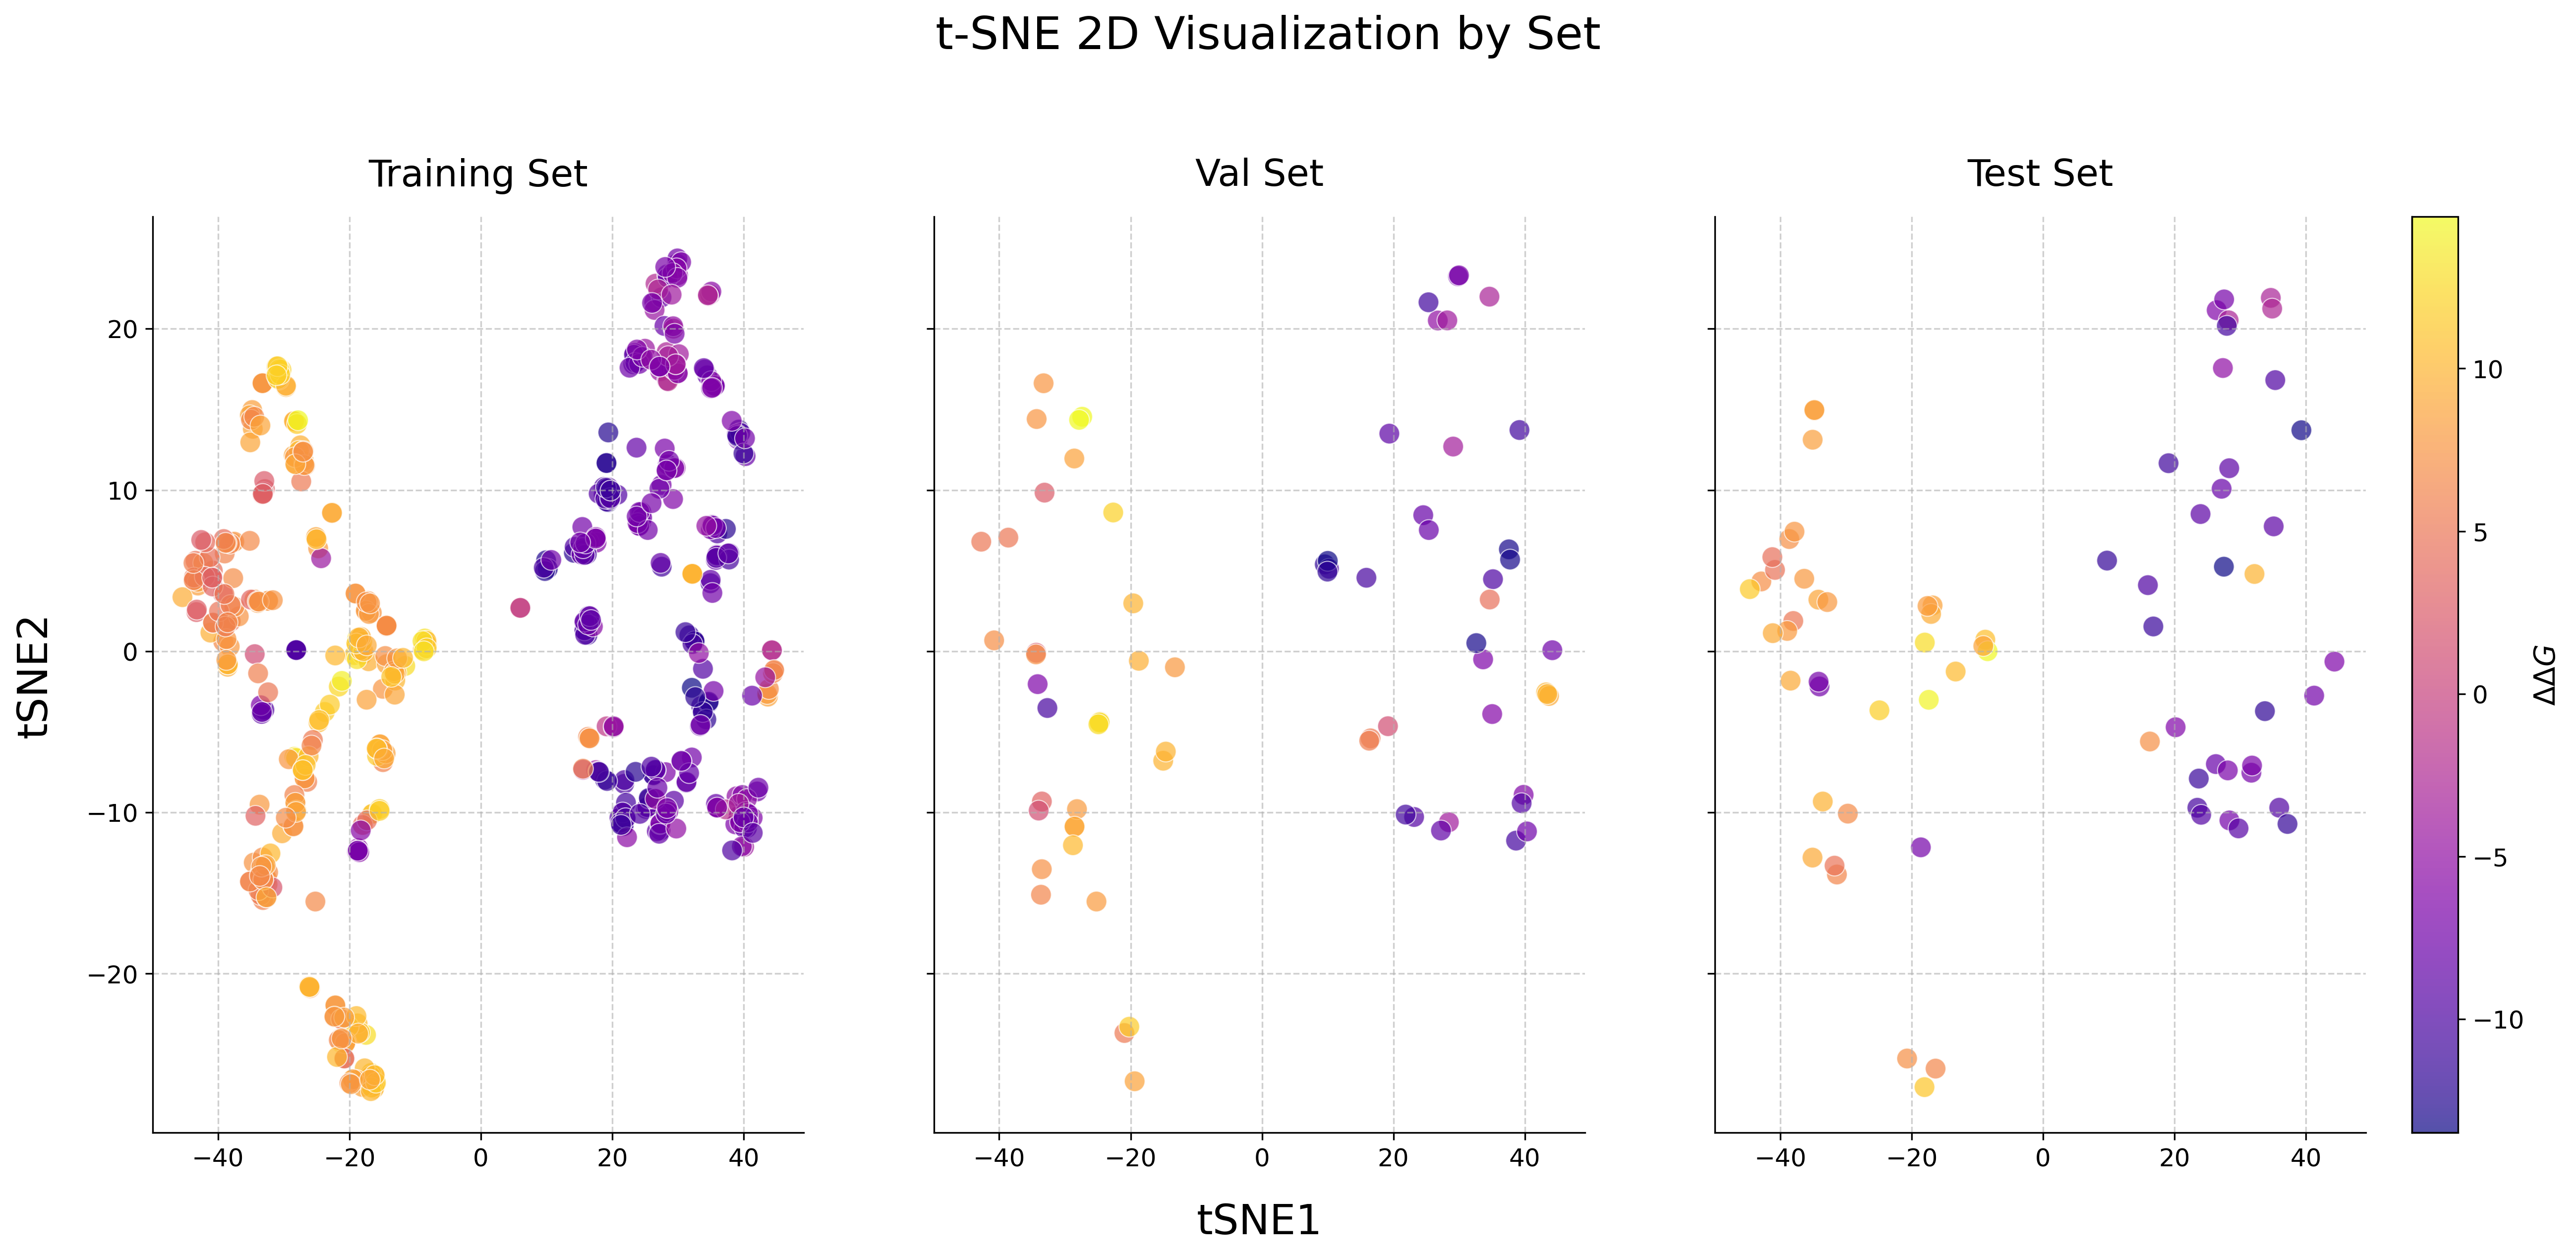 t-SNE 2D Visualization by Set
Training Set
Val Set
Test Set
tSNE2
20
10
0
−10
−20
−40 −20 0 20 40
−40 −20 0 20 40
−40 −20 0 20 40
tSNE1
10
5
0
−5
−10
ΔΔG